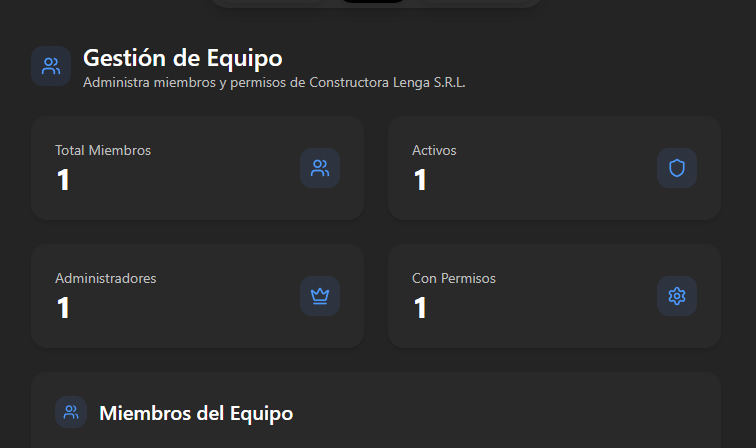 Gestión de Equipo
Administra miembros y permisos de Constructora Lenga S.R.L.
Total Miembros
1
Activos
1
Administradores
1
Con Permisos
1
Miembros del Equipo